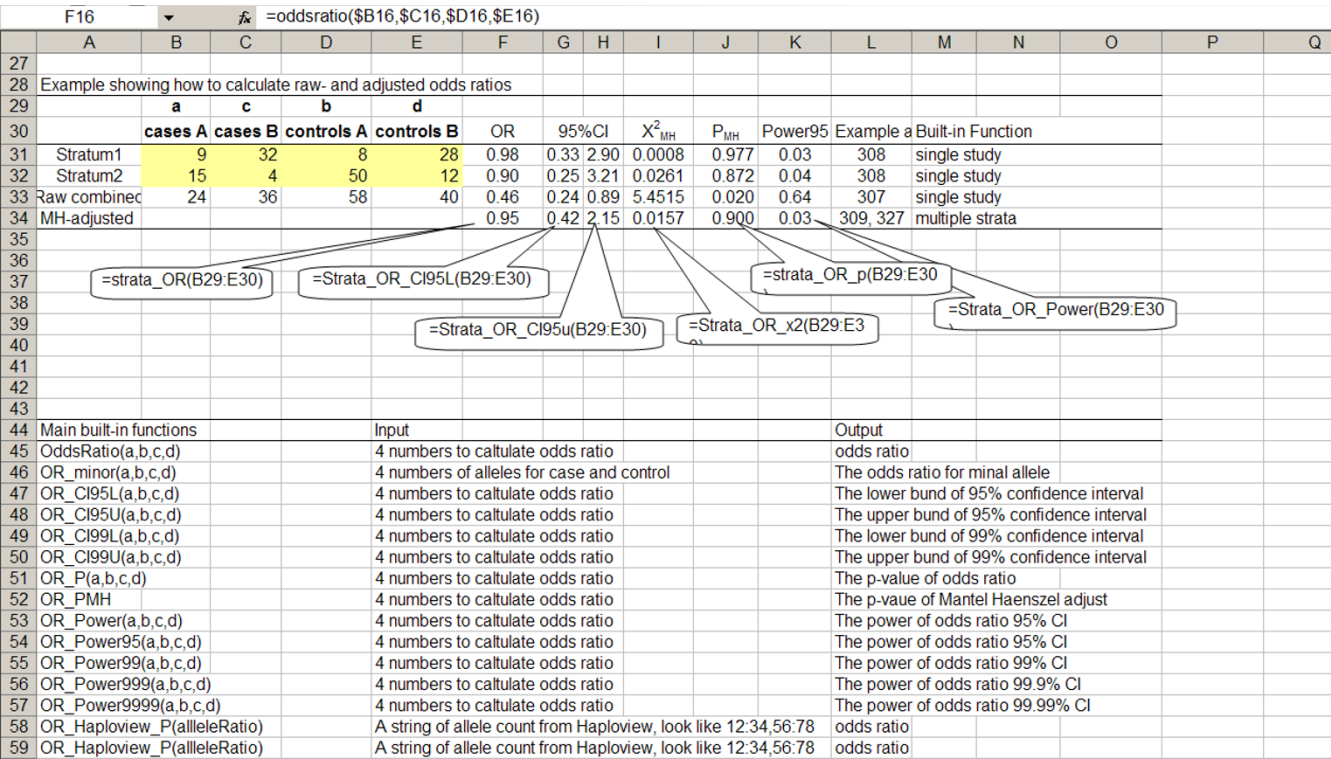 F16 fx =oddsratio($B16,$C16,$D16,$E16)
A B C D E F G H I J K L M N O P Q
27
28 Example showing how to calculate raw- and adjusted odds ratios
29 a c b d
30 cases A cases B controls A controls B OR 95%CI X2MH PMH Power95 Example a Built-in Function
31 Stratum1 9 32 8 28 0.98 0.33 2.90 0.0008 0.977 0.03 308 single study
32 Stratum2 15 4 50 12 0.90 0.25 3.21 0.0261 0.872 0.04 308 single study
33 Raw combined 24 36 58 40 0.46 0.24 0.89 5.4515 0.020 0.64 307 single study
34 MH-adjusted 0.95 0.42 2.15 0.0157 0.900 0.03 309, 327 multiple strata
35
36
=strata_OR(B29:E30) =Strata_OR_CI95L(B29:E30) =strata_OR_p(B29:E30
37
38
=Strata_OR_CI95u(B29:E30) =Strata_OR_x2(B29:E3 =Strata_OR_Power(B29:E30
39
40
41
42
43
44 Main built-in functions Input Output
45 OddsRatio(a,b,c,d) 4 numbers to caltulate odds ratio odds ratio
46 OR_minor(a,b,c,d) 4 numbers of alleles for case and control The odds ratio for minal allele
47 OR_CI95L(a,b,c,d) 4 numbers to caltulate odds ratio The lower bund of 95% confidence interval
48 OR_CI95U(a,b,c,d) 4 numbers to caltulate odds ratio The upper bund of 95% confidence interval
49 OR_CI99L(a,b,c,d) 4 numbers to caltulate odds ratio The lower bund of 99% confidence interval
50 OR_CI99U(a,b,c,d) 4 numbers to caltulate odds ratio The upper bund of 99% confidence interval
51 OR_P(a,b,c,d) 4 numbers to caltulate odds ratio The p-value of odds ratio
52 OR_PMH 4 numbers to caltulate odds ratio The p-vaue of Mantel Haenszel adjust
53 OR_Power(a,b,c,d) 4 numbers to caltulate odds ratio The power of odds ratio 95% CI
54 OR_Power95(a,b,c,d) 4 numbers to caltulate odds ratio The power of odds ratio 95% CI
55 OR_Power99(a,b,c,d) 4 numbers to caltulate odds ratio The power of odds ratio 99% CI
56 OR_Power999(a,b,c,d) 4 numbers to caltulate odds ratio The power of odds ratio 99.9% CI
57 OR_Power9999(a,b,c,d) 4 numbers to caltulate odds ratio The power of odds ratio 99.99% CI
58 OR_Haploview_P(allleleRatio) A string of allele count from Haploview, look like 12:34,56:78 odds ratio
59 OR_Haploview_P(allleleRatio) A string of allele count from Haploview, look like 12:34,56:78 odds ratio